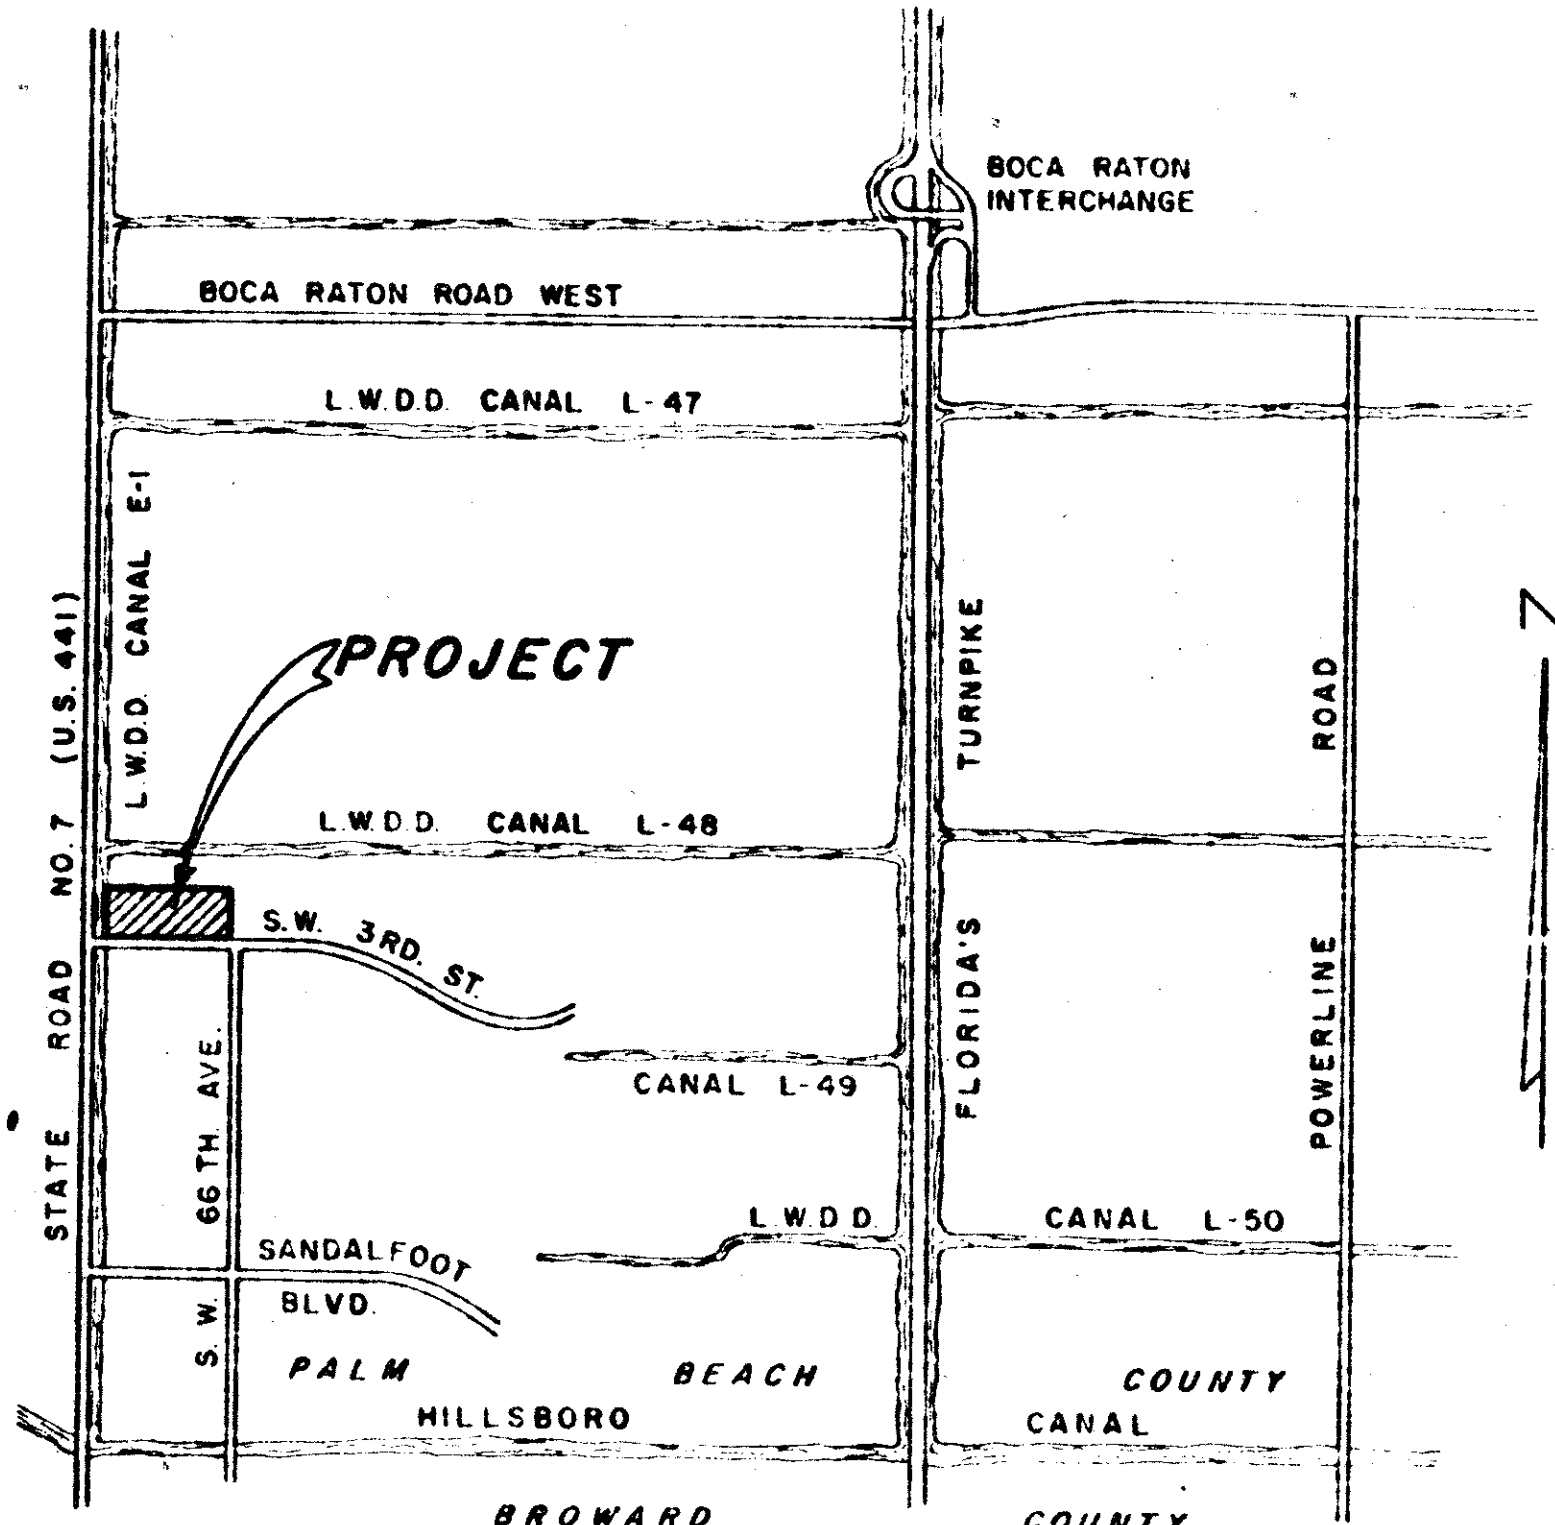 BOCA RATON
INTERCHANGE
BOCA RATON ROAD WEST
L.W.D.D. CANAL L-47
L.W.D.D. CANAL E-1
STATE ROAD NO. 7 (U.S. 441)
PROJECT
FLORIDA'S TURNPIKE
POWERLINE ROAD
L.W.D.D. CANAL L-48
S.W. 3RD. ST.
CANAL L-49
S.W. 66TH. AVE.
L.W.D.D. CANAL L-50
SANDALFOOT
BLVD.
PALM BEACH COUNTY
HILLSBORO CANAL
BROWARD COUNTY